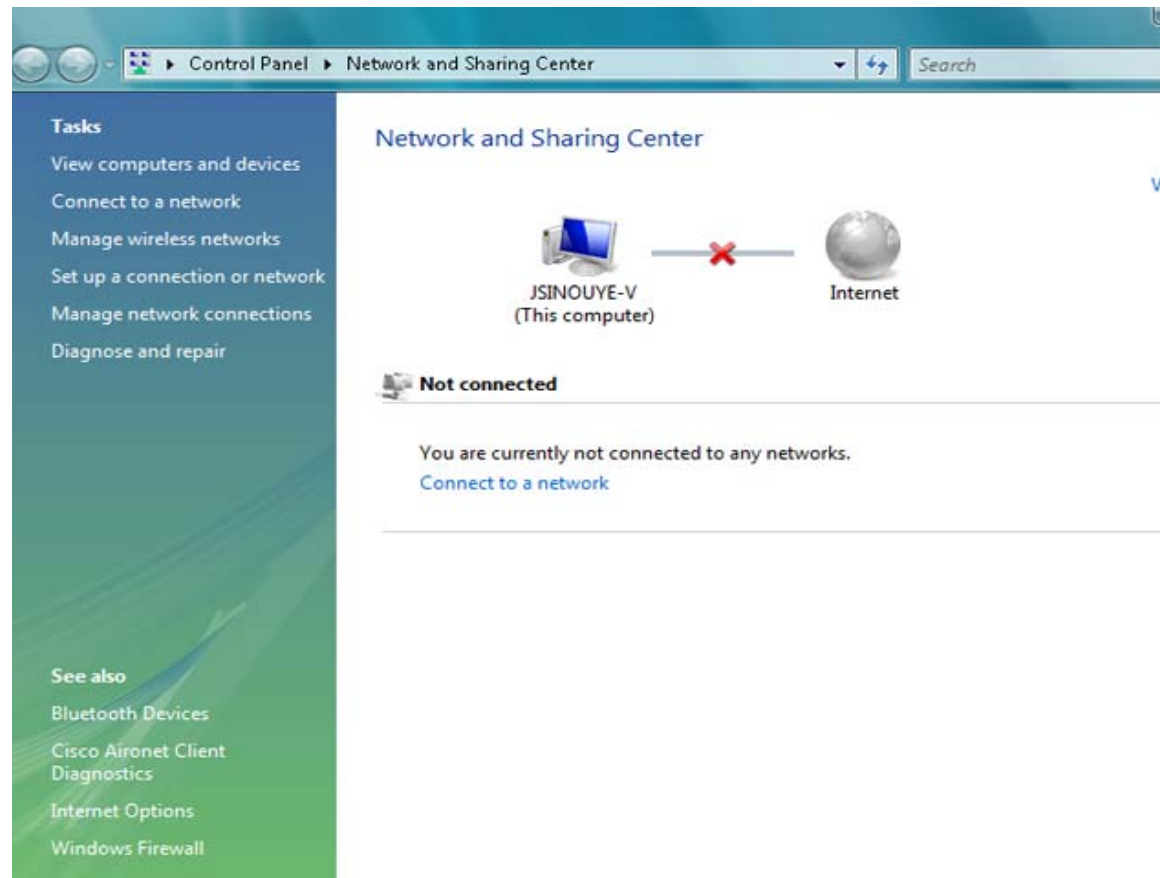 Control Panel
Network and Sharing Center
Search
Tasks
View computers and devices
Connect to a network
Manage wireless networks
Set up a connection or network
Manage network connections
Diagnose and repair
See also
Bluetooth Devices
Cisco Aironet Client
Diagnostics
Internet Options
Windows Firewall
Network and Sharing Center
JSINOUYE-V
(This computer)
Internet
Not connected
You are currently not connected to any networks.
Connect to a network